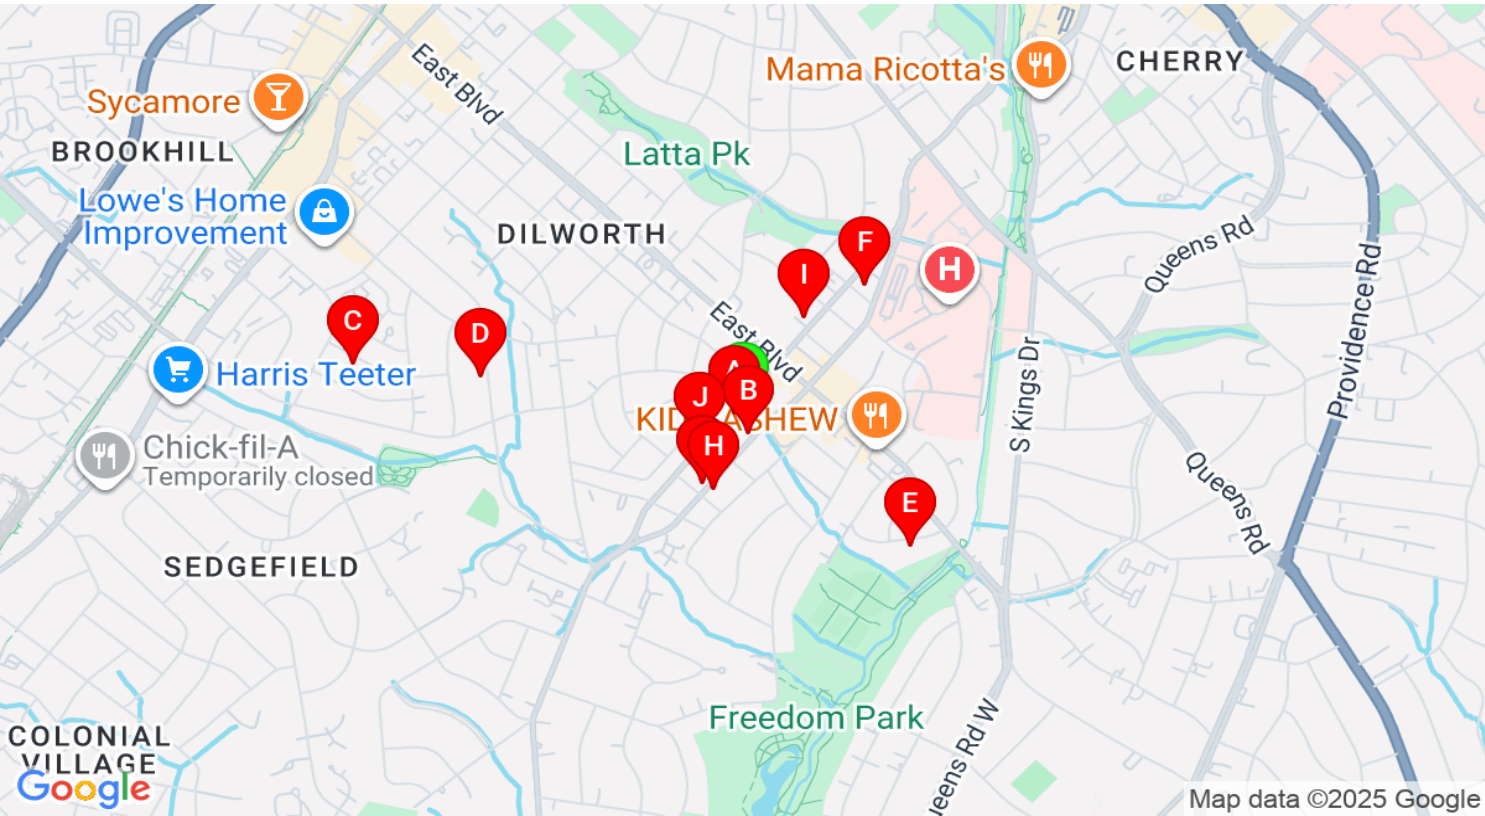 East Blvd
Mama Ricotta's
CHERRY
Sycamore
BROOKHILL
Latta Pk
Lowe's Home
Improvement
DILWORTH
Queens Rd
F
I
H
Providence Rd
C
D
East Blvd
S Kings Dr
Harris Teeter
A
B
J
Chick-fil-A
Temporarily closed
H
E
Queens Rd
SEDGEFIELD
Freedom Park
COLONIAL
VILLAGE
Google
Map data ©2025 Google